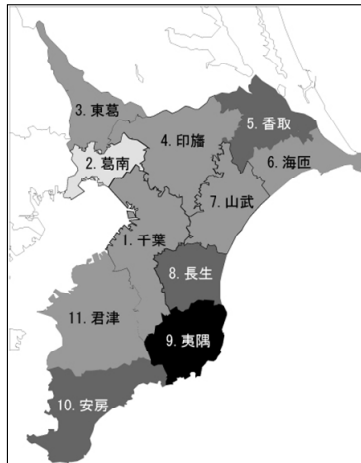 3. 東葛
4. 印旛
5. 香取
2. 葛南
6. 海匝
7. 山武
1. 千葉
8. 長生
11. 君津
9. 夷隅
10. 安房